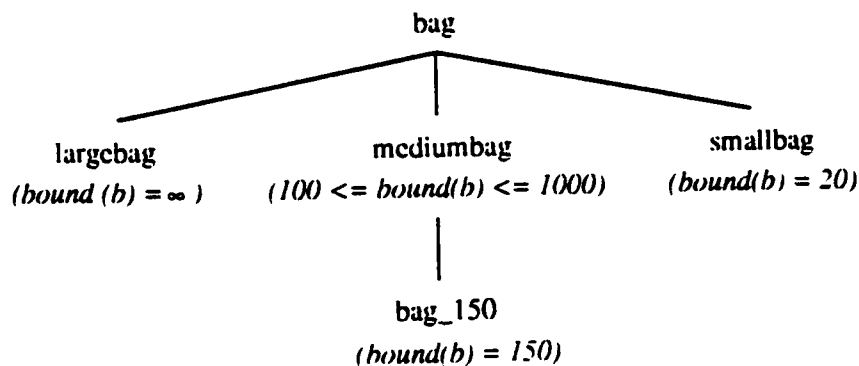 bag
largebag mediumbag smallbag
(bound (b) = ∞ ) (100 <= bound(b) <= 1000) (bound(b) = 20)
bag_150
(bound(b) = 150)